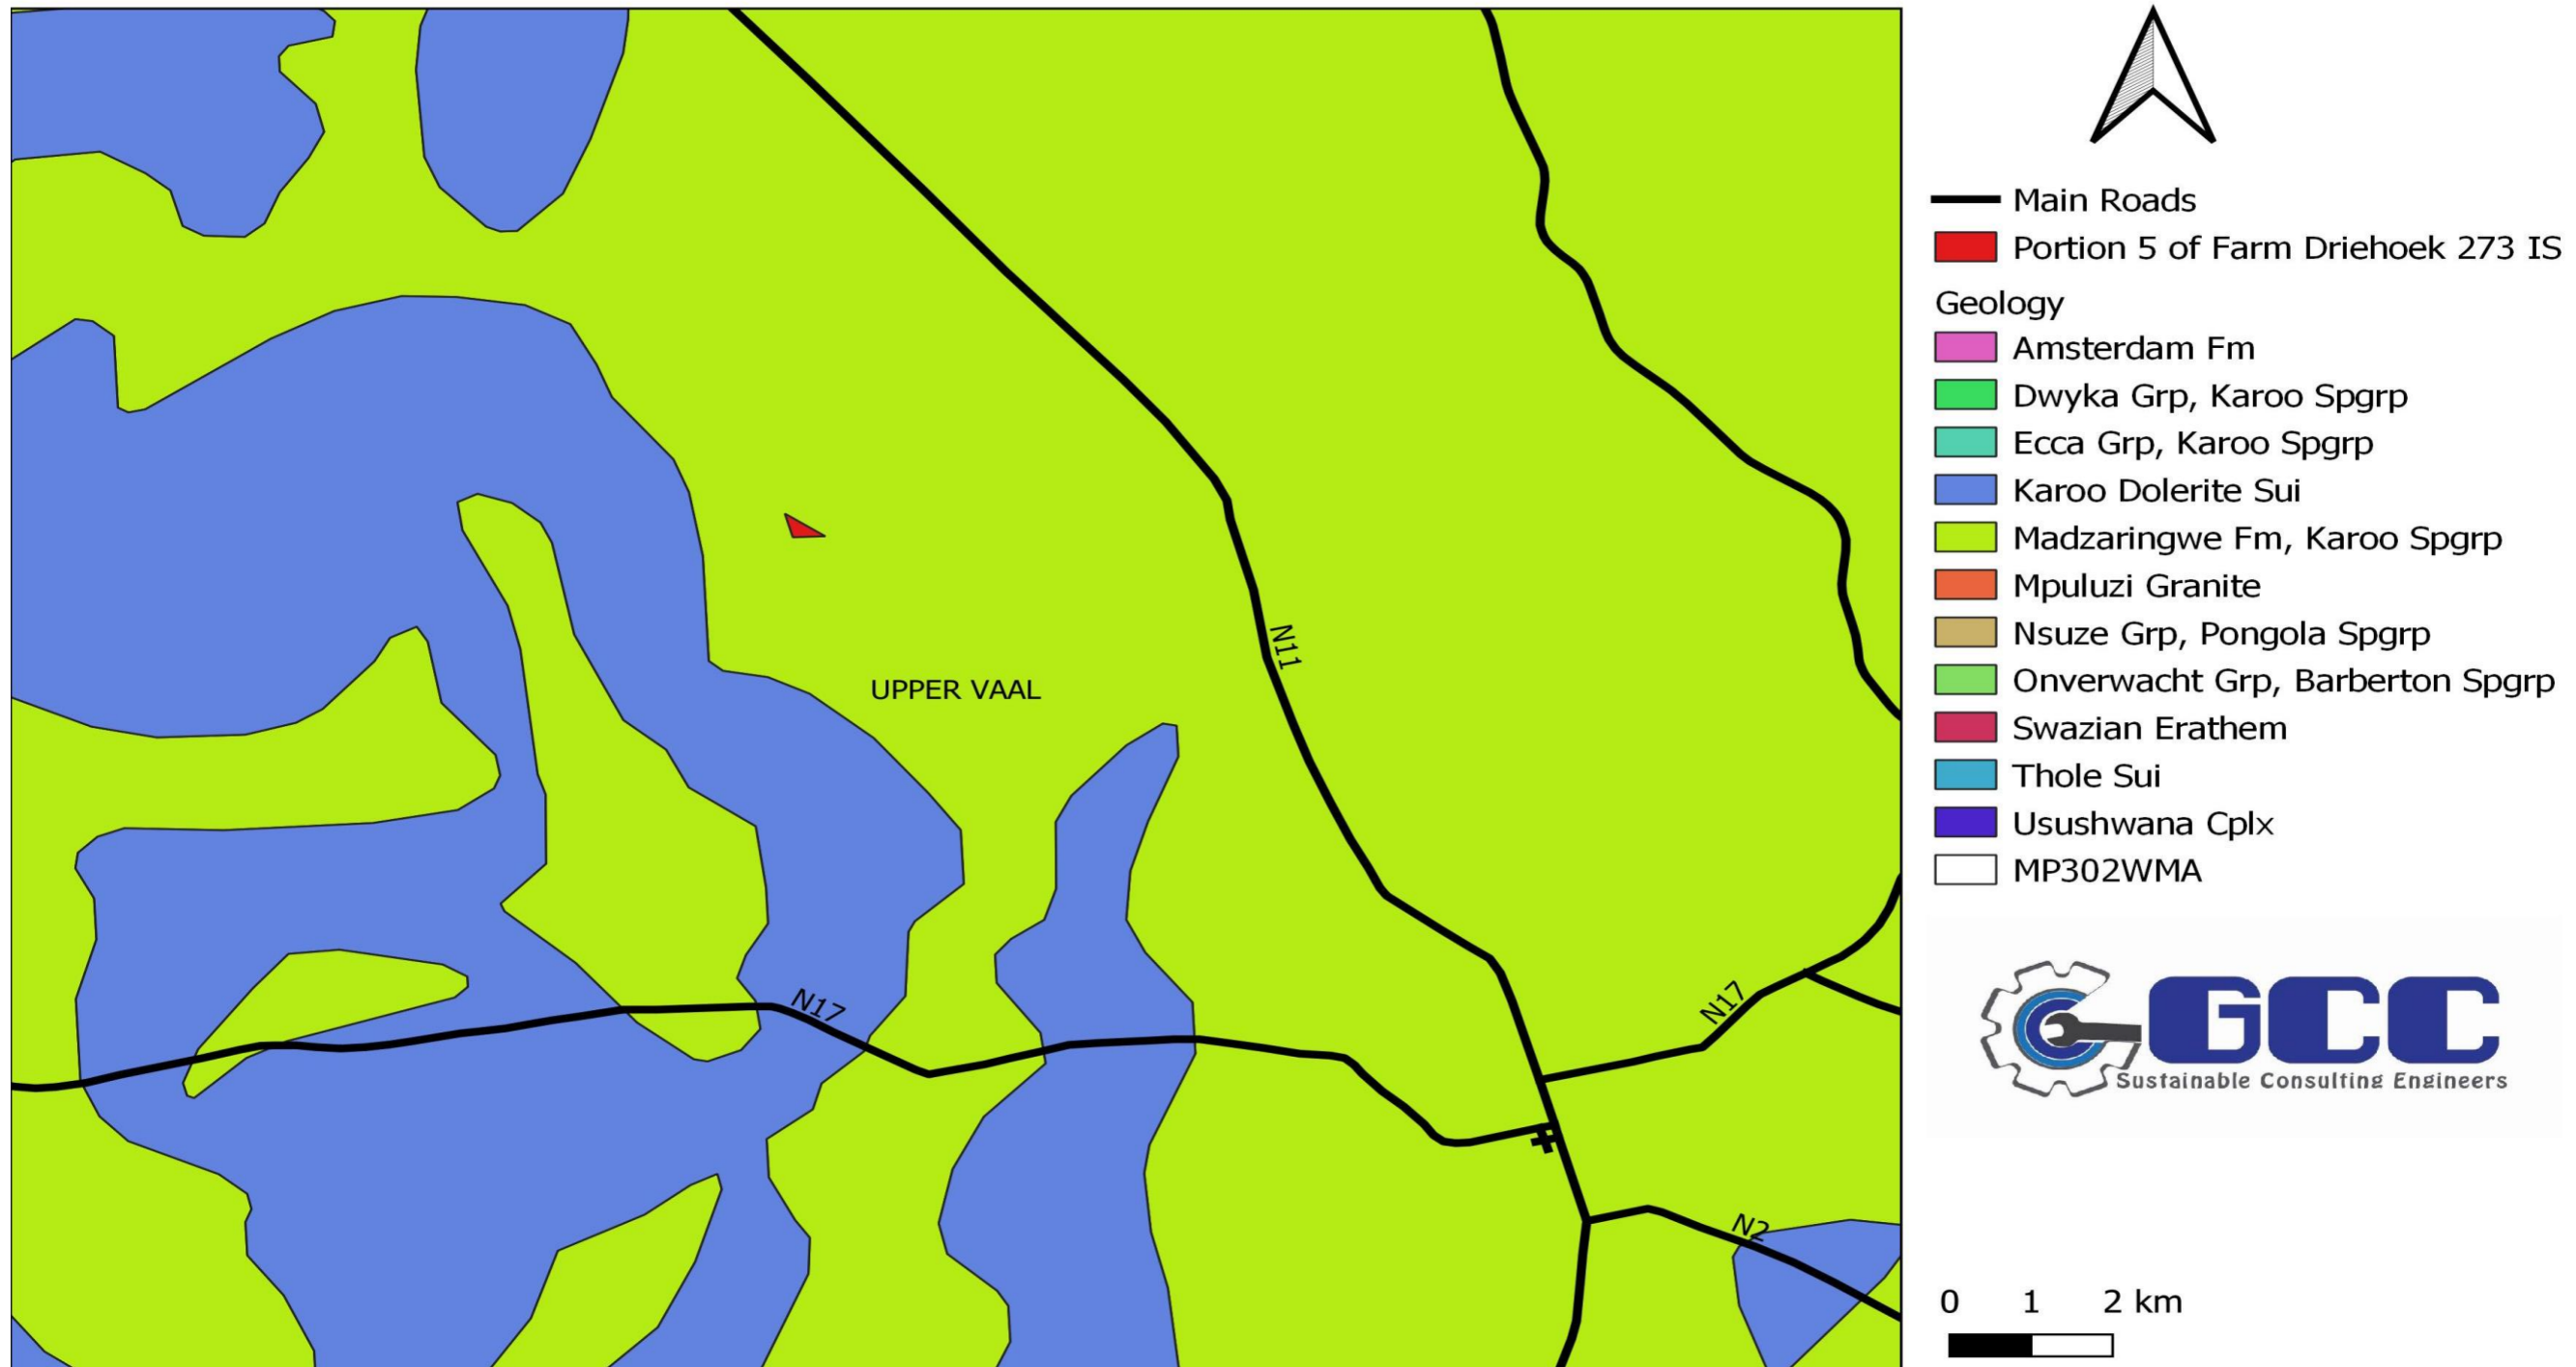 UPPER VAAL
N11
N17
N17
N2
Main Roads
Portion 5 of Farm Driehoek 273 IS
Geology
Amsterdam Fm
Dwyka Grp, Karoo Spgrp
Ecca Grp, Karoo Spgrp
Karoo Dolerite Sui
Madzaringwe Fm, Karoo Spgrp
Mpuluzi Granite
Nsuze Grp, Pongola Spgrp
Onverwacht Grp, Barberton Spgrp
Swazian Erathem
Thole Sui
Usushwana Cplx
MP302WMA
GCC
Sustainable Consulting Engineers
0 1 2 km